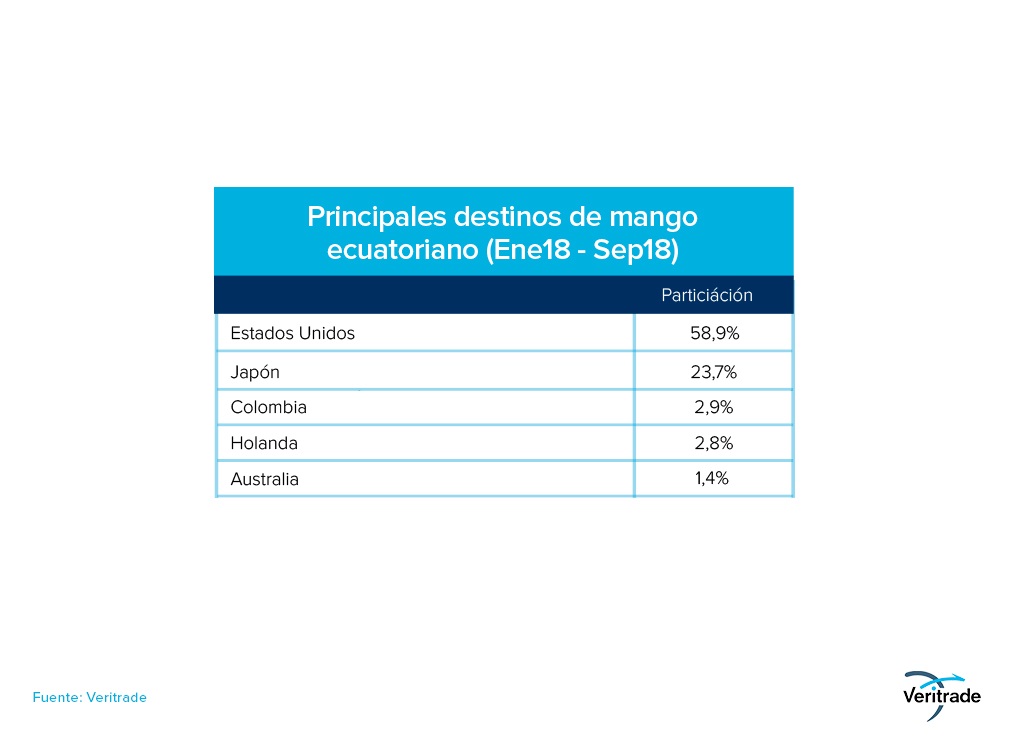 Principales destinos de mango
ecuatoriano (Ene18 - Sep18)
Particiáción
Estados Unidos 58,9%
Japón 23,7%
Colombia 2,9%
Holanda 2,8%
Australia 1,4%
Fuente: Veritrade
Veritrade